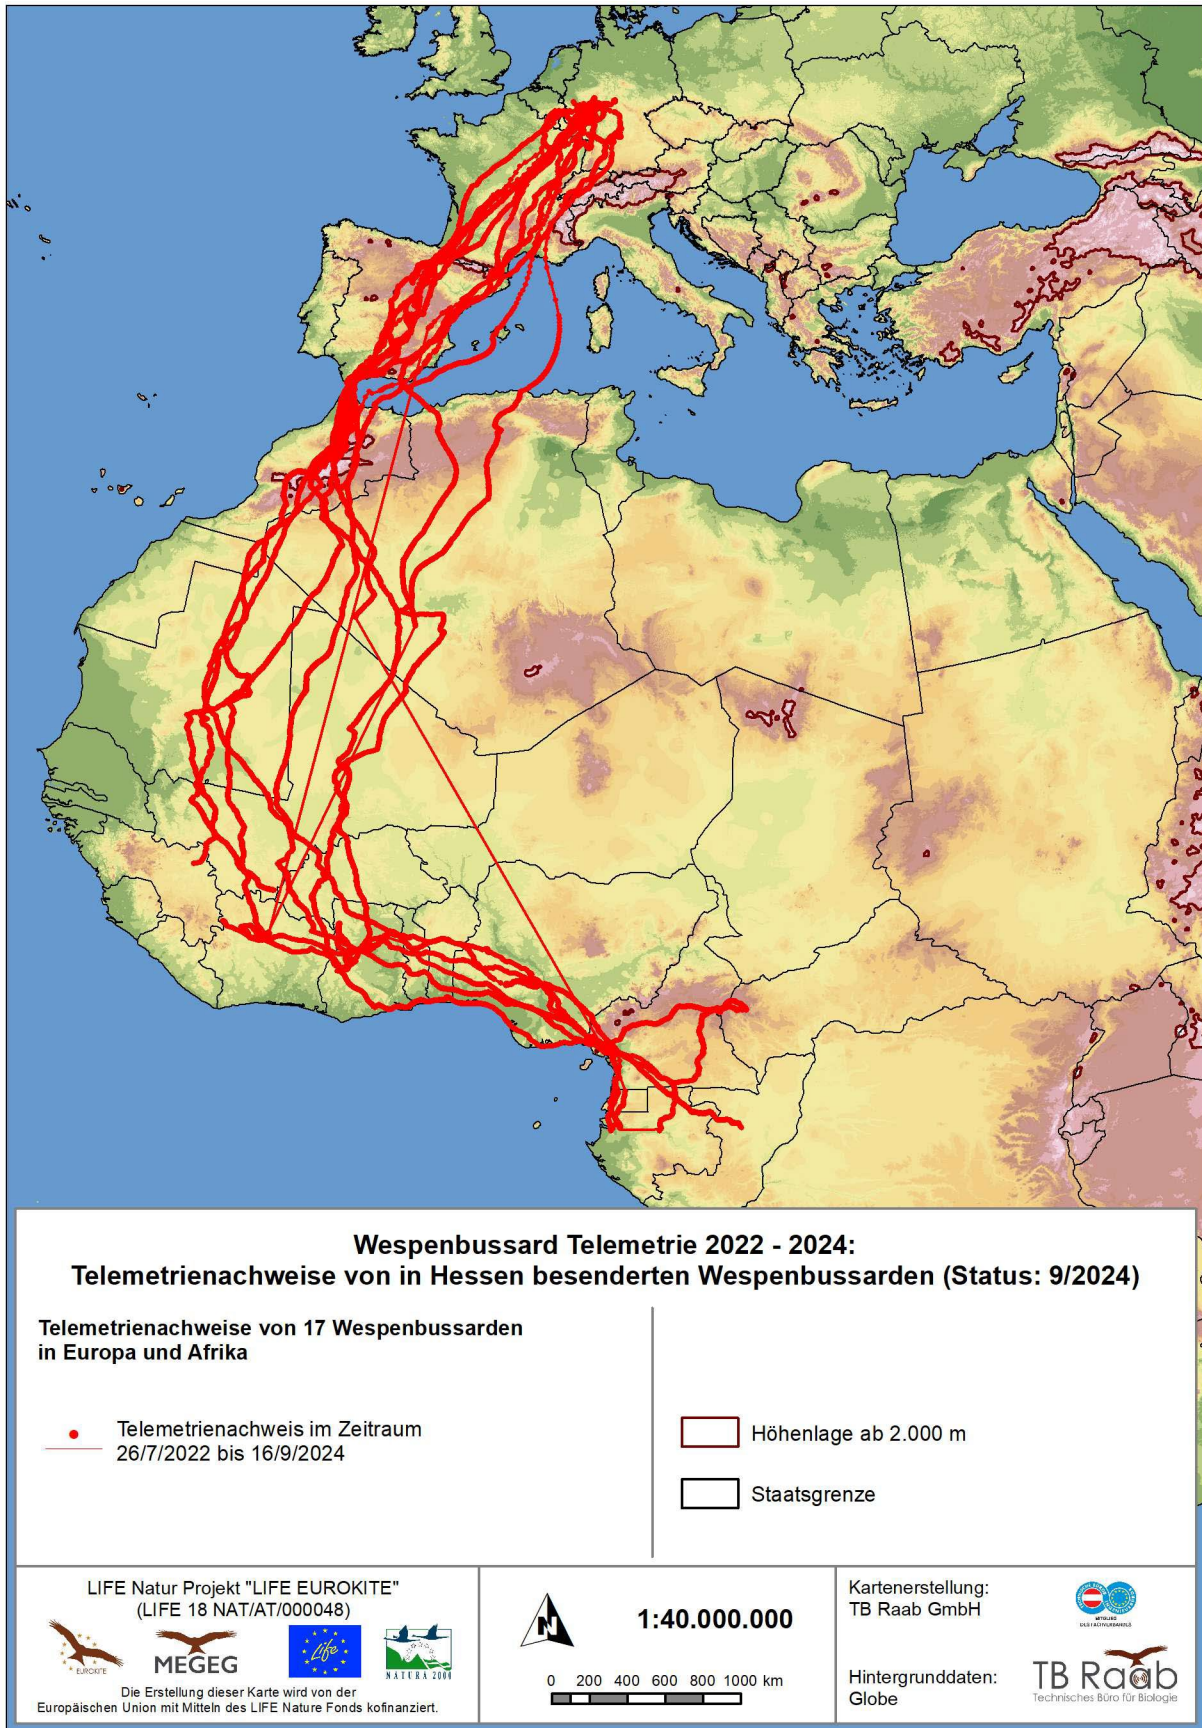 Wespenbussard Telemetrie 2022 - 2024:
Telemetrienachweise von in Hessen besenderten Wespenbussarden (Status: 9/2024)
Telemetrienachweise von 17 Wespenbussarden
in Europa und Afrika
Telemetrienachweis im Zeitraum
26/7/2022 bis 16/9/2024
Höhenlage ab 2.000 m
Staatsgrenze
LIFE Natur Projekt "LIFE EUROKITE"
(LIFE 18 NAT/AT/000048)
EUROKITE
MEGEG
Life
NATURA 2000
Die Erstellung dieser Karte wird von der
Europäischen Union mit Mitteln des LIFE Nature Fonds kofinanziert.
N
1:40.000.000
0 200 400 600 800 1000 km
Kartenerstellung:
TB Raab GmbH
MITGLIED
Hintergrunddaten:
Globe
TB Raab
Technisches Büro für Biologie